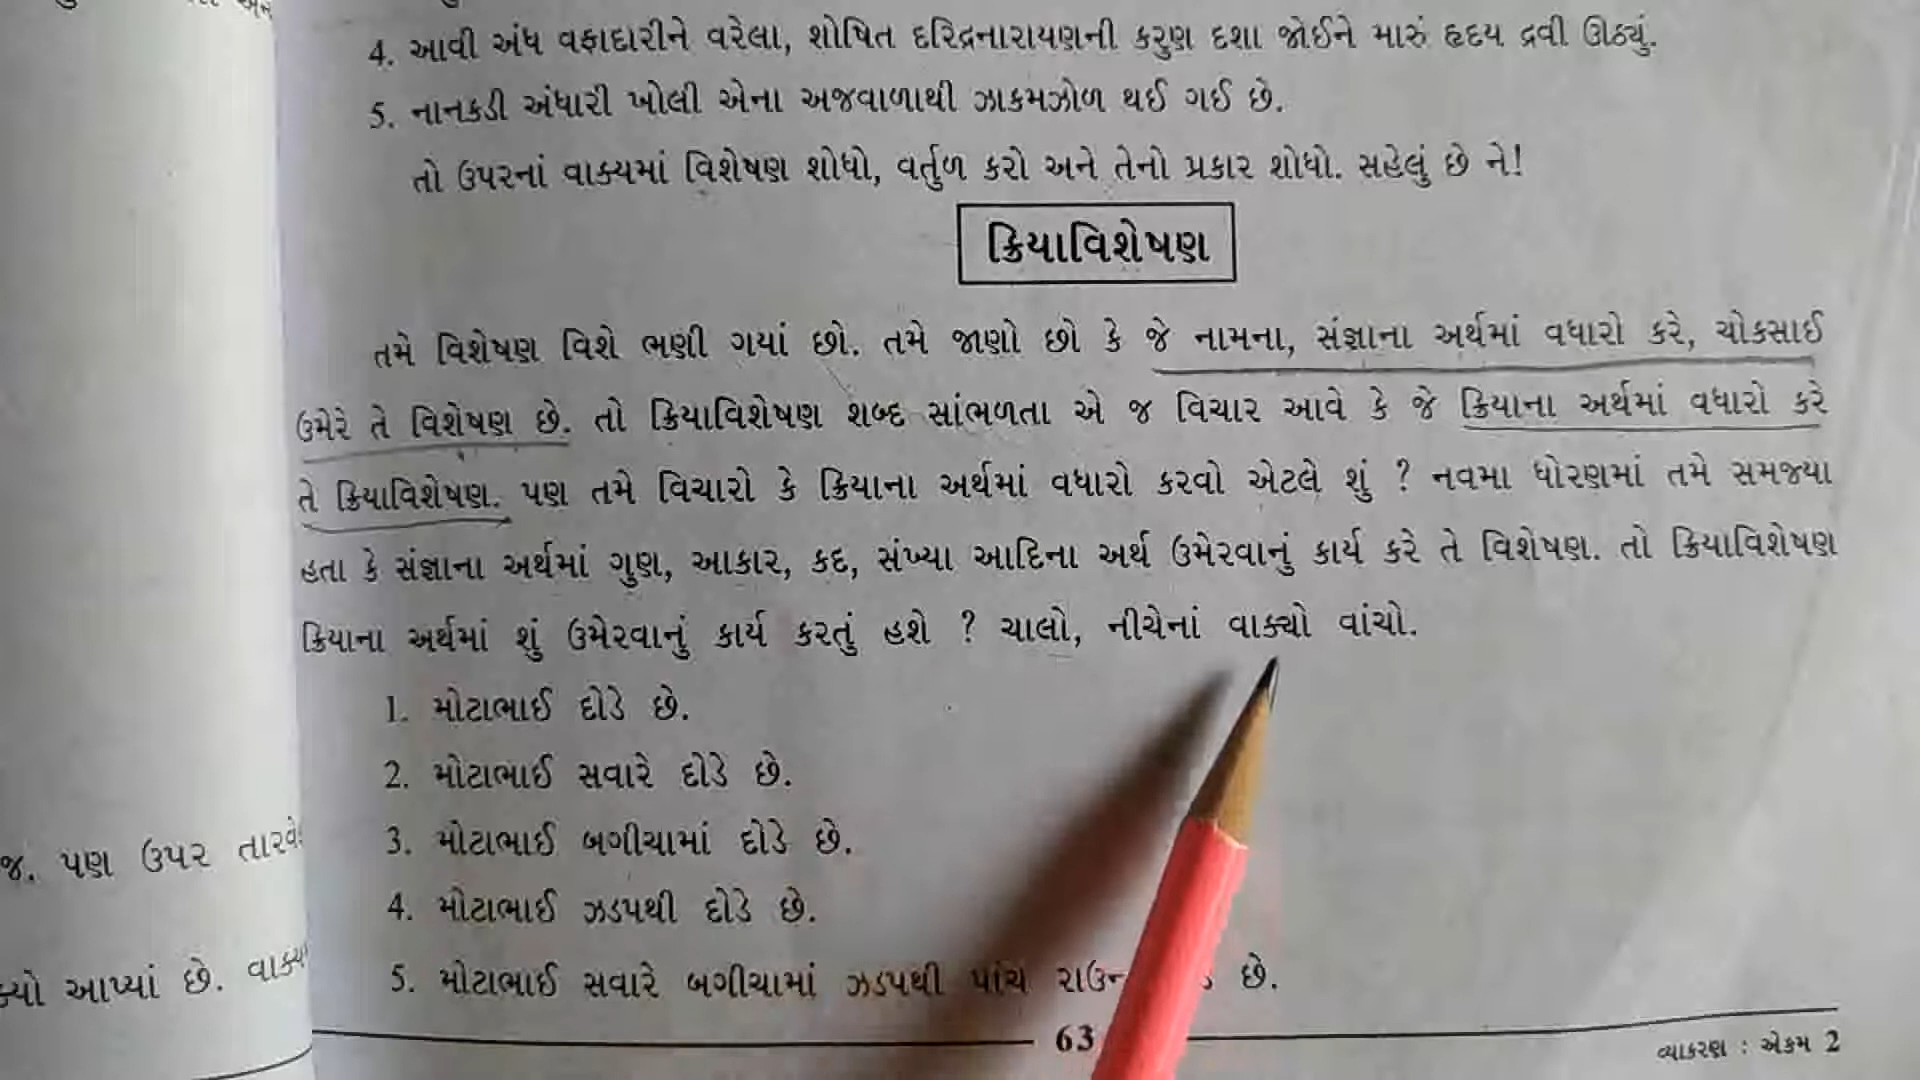 4. આવી અંધ વફાદારીને વરેલા, શોષિત દરિદ્રનારાયણની કરુણ દશા જોઈને મારું હૃદય દ્રવી ઊઠ્યું.
5. નાનકડી અંધારી ખોલી એના અજવાળાથી ઝાકમઝોળ થઈ ગઈ છે.
તો ઉપરનાં વાક્યમાં વિશેષણ શોધો, વર્તુળ કરો અને તેનો પ્રકાર શોધો. સહેલું છે ને!
ક્રિયાવિશેષણ
તમે વિશેષણ વિશે ભણી ગયાં છો. તમે જાણો છો કે જે નામના, સંજ્ઞાના અર્થમાં વધારો કરે, ચોકસાઈ
ઉમેરે તે વિશેષણ છે. તો ક્રિયાવિશેષણ શબ્દ સાંભળતા એ જ વિચાર આવે કે જે ક્રિયાના અર્થમાં વધારો કરે
તે ક્રિયાવિશેષણ. પણ તમે વિચારો કે ક્રિયાના અર્થમાં વધારો કરવો એટલે શું ? નવમા ધોરણમાં તમે સમજ્યા
હતા કે સંજ્ઞાના અર્થમાં ગુણ, આકાર, કદ, સંખ્યા આદિના અર્થ ઉમેરવાનું કાર્ય કરે તે વિશેષણ. તો ક્રિયાવિશેષણ
ક્રિયાના અર્થમાં શું ઉમેરવાનું કાર્ય કરતું હશે ? ચાલો, નીચેનાં વાક્યો વાંચો.
1. મોટાભાઈ દોડે છે.
2. મોટાભાઈ સવારે દોડે છે.
3. મોટાભાઈ બગીચામાં દોડે છે.
જ. પણ ઉપર
4. મોટાભાઈ ઝડપથી દોડે છે.
5. મોટાભાઈ સવારે બગીચામાં ઝડપથી પાંચ છે.
આપ્યાં છે.
63
વ્યાકરણ : એકમ 2